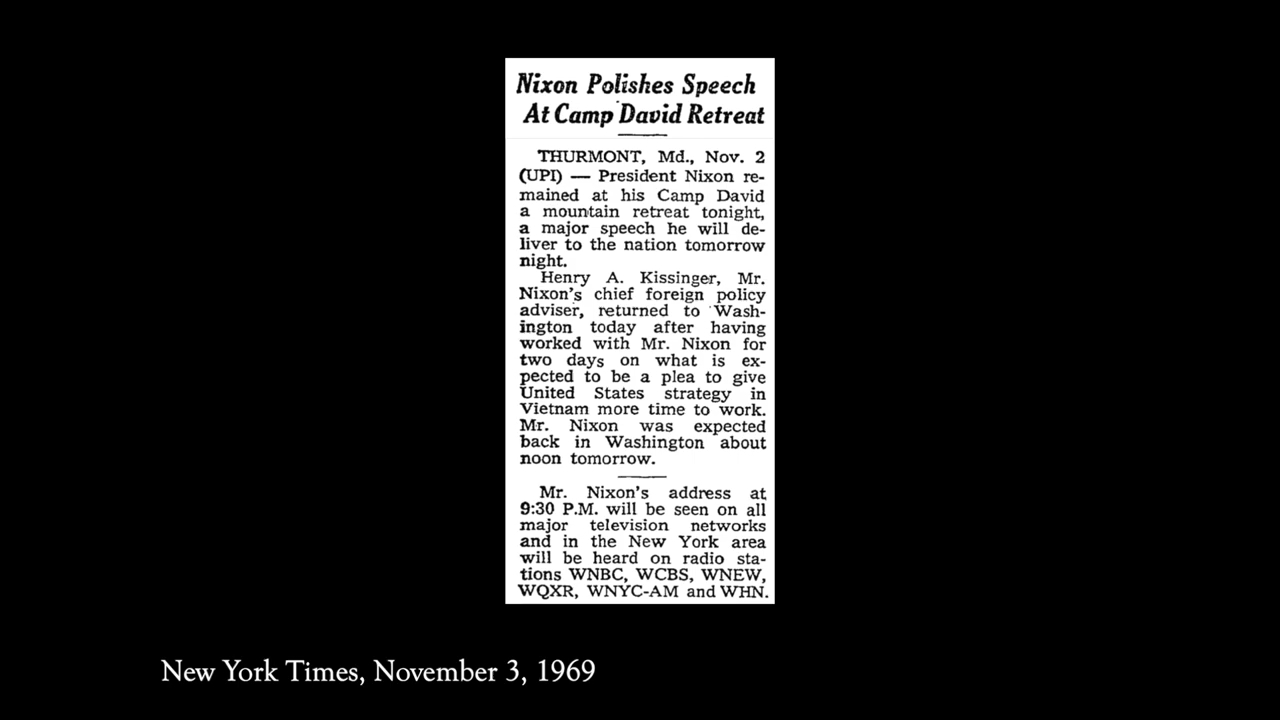 Nixon Polishes Speech
At Camp David Retreat
THURMONT, Md., Nov. 2
(UPI) — President Nixon re-
mained at his Camp David
a mountain retreat tonight,
a major speech he will de-
liver to the nation tomorrow
night.
Henry A. Kissinger, Mr.
Nixon's chief foreign policy
adviser, returned to Wash-
ington today after having
worked with Mr. Nixon for
two days on what is ex-
pected to be a plea to give
United States strategy in
Vietnam more time to work.
Mr. Nixon was expected
back in Washington about
noon tomorrow.
Mr. Nixon's address at
9:30 P.M. will be seen on all
major television networks
and in the New York area
will be heard on radio sta-
tions WNBC, WCBS, WNEW,
WQXR, WNYC-AM and WHN.
New York Times, November 3, 1969